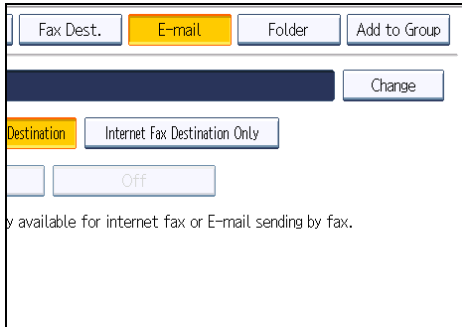 Fax Dest. E-mail Folder Add to Group
Change
Destination Internet Fax Destination Only
Off
y available for internet fax or E-mail sending by fax.